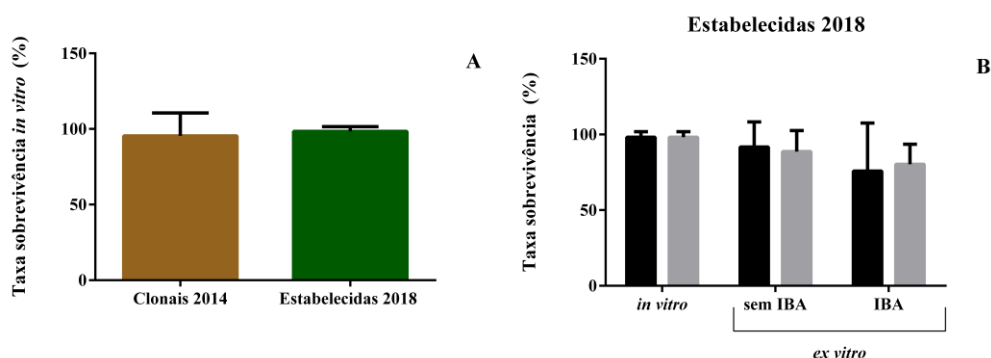 A
Taxa sobrevivência in vitro (%)
150
100
50
0
Clonais 2014
Estabelecidas 2018
Estabelecidas 2018
B
Taxa sobrevivência (%)
150
100
50
0
in vitro
sem IBA
IBA
ex vitro